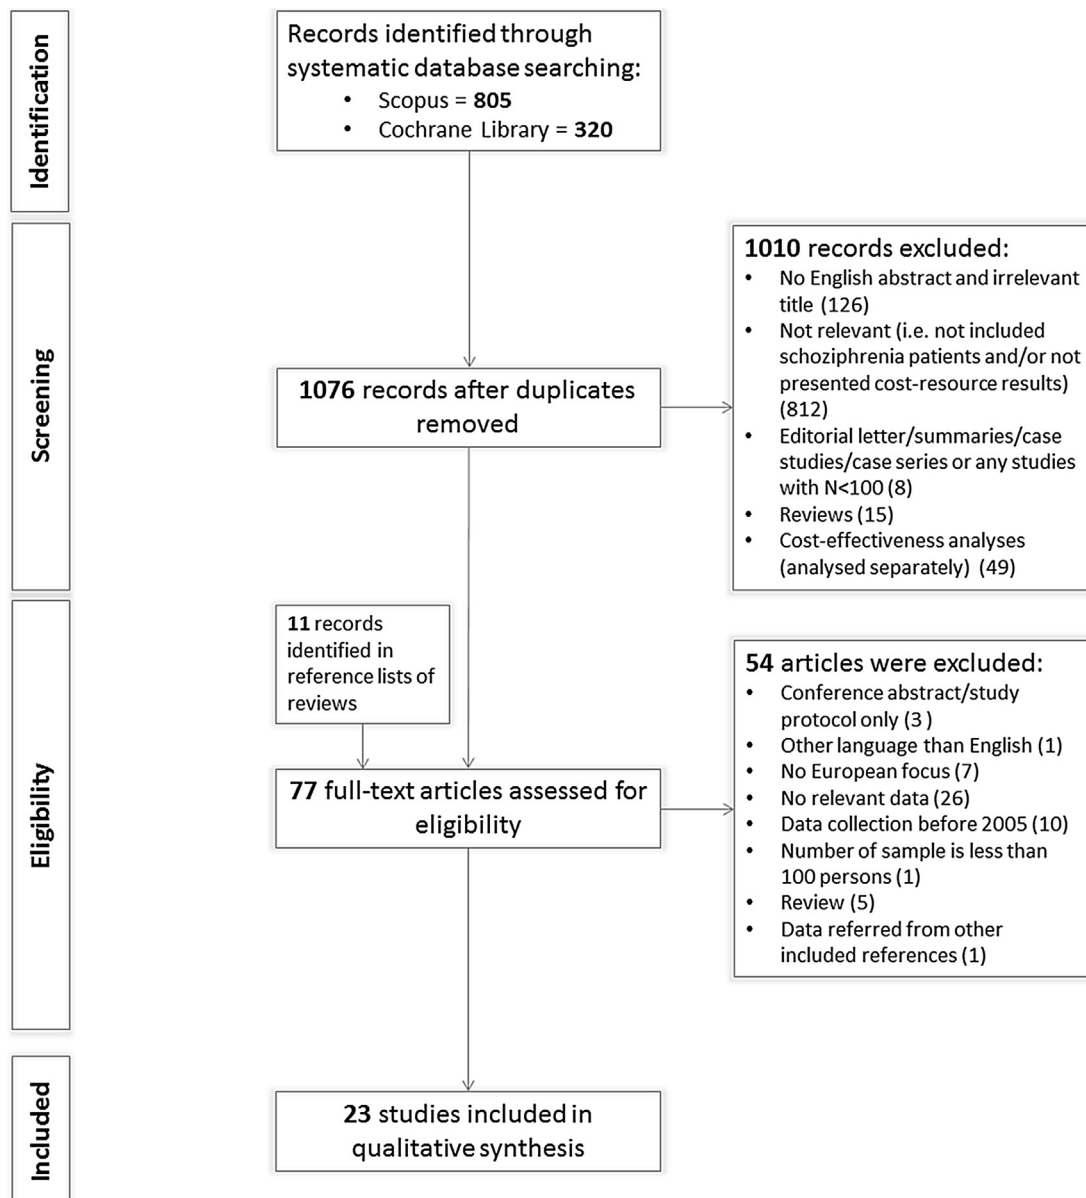 Identification
Records identified through
systematic database searching:
• Scopus = 805
• Cochrane Library = 320
Screening
1076 records after duplicates
removed
1010 records excluded:
• No English abstract and irrelevant
title (126)
• Not relevant (i.e. not included
schoziphrenia patients and/or not
presented cost-resource results)
(812)
• Editorial letter/summaries/case
studies/case series or any studies
with N<100 (8)
• Reviews (15)
• Cost-effectiveness analyses
(analysed separately) (49)
Eligibility
11 records
identified in
reference lists of
reviews
77 full-text articles assessed for
eligibility
54 articles were excluded:
• Conference abstract/study
protocol only (3 )
• Other language than English (1)
• No European focus (7)
• No relevant data (26)
• Data collection before 2005 (10)
• Number of sample is less than
100 persons (1)
• Review (5)
• Data referred from other
included references (1)
Included
23 studies included in
qualitative synthesis